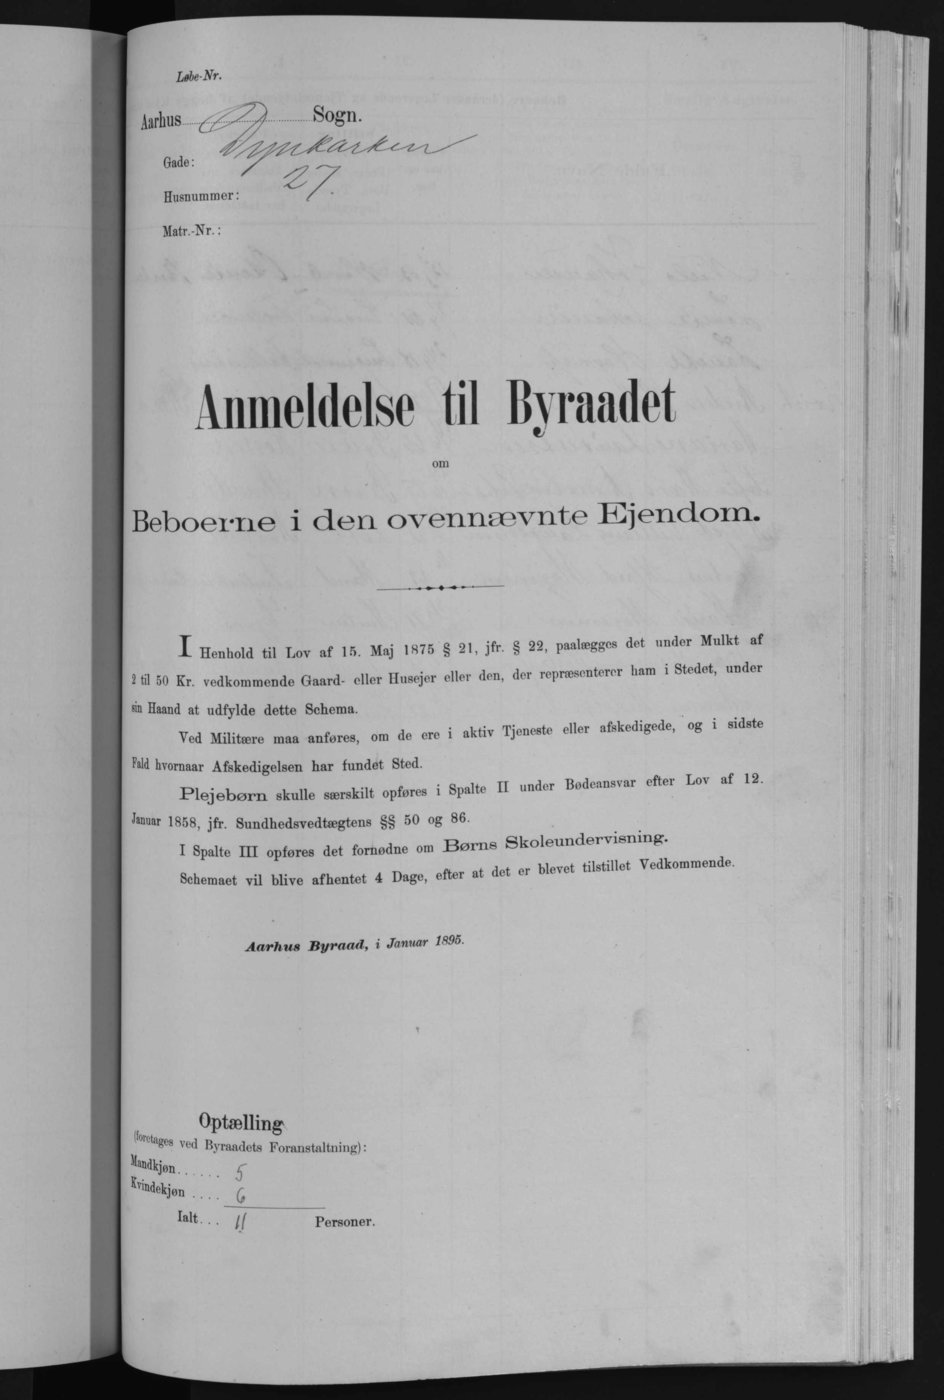 Løbe-Nr.
Aarhus Sogn.
Gade: Dynkarken
Husnummer: 27.
Matr.-Nr.:
Anmeldelse til Byraadet
om
Beboerne i den ovennævnte Ejendom.
I Henhold til Lov af 15. Maj 1875 § 21, jfr. § 22, paalægges det under Mulkt af
2 til 50 Kr. vedkommende Gaard- eller Husejer eller den, der repræsenterer ham i Stedet, under
sin Haand at udfylde dette Schema.
Ved Militære maa anføres, om de ere i aktiv Tjeneste eller afskedigede, og i sidste
Fald hvornaar Afskedigelsen har fundet Sted.
Plejebørn skulle særskilt opføres i Spalte II under Bødeansvar efter Lov af 12.
Januar 1858, jfr. Sundhedsvedtægtens §§ 50 og 86.
I Spalte III opføres det fornødne om Børns Skoleundervisning.
Schemaet vil blive afhentet 4 Dage, efter at det er blevet tilstillet Vedkommende.
Aarhus Byraad, i Januar 1895.
Optælling
(foretages ved Byraadets Foranstaltning):
Mandkjøn...... 5
Kvindekjøn .... 6
Ialt... 11 Personer.